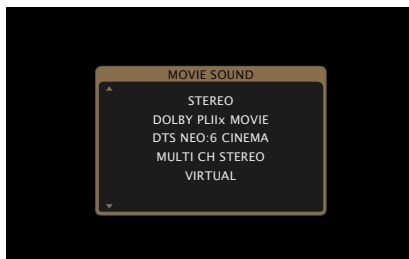 MOVIE SOUND
STEREO
DOLBY PLIIx MOVIE
DTS NEO:6 CINEMA
MULTI CH STEREO
VIRTUAL